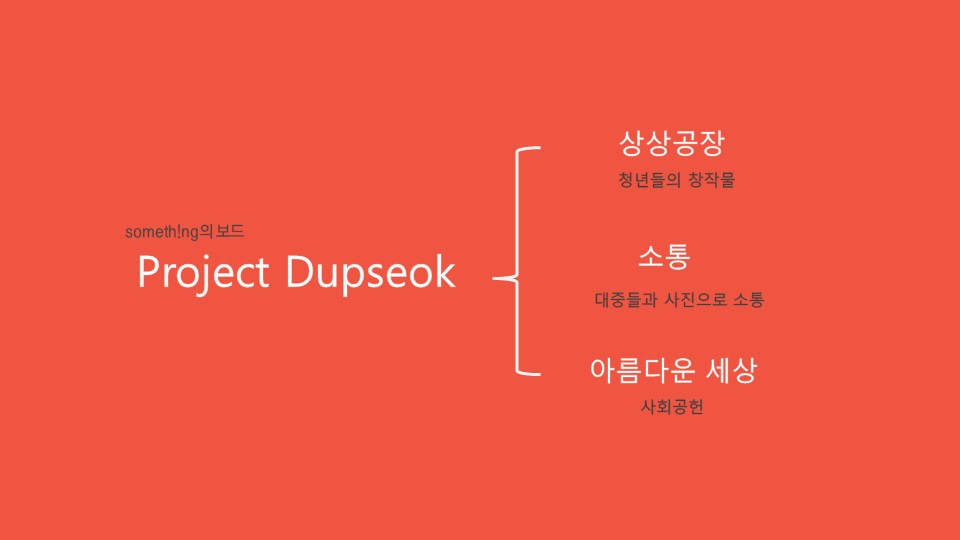 someth!ng의 보드
Project Dupseok
상상공장
청년들의 창작물
소통
대중들과 사진으로 소통
아름다운 세상
사회공헌